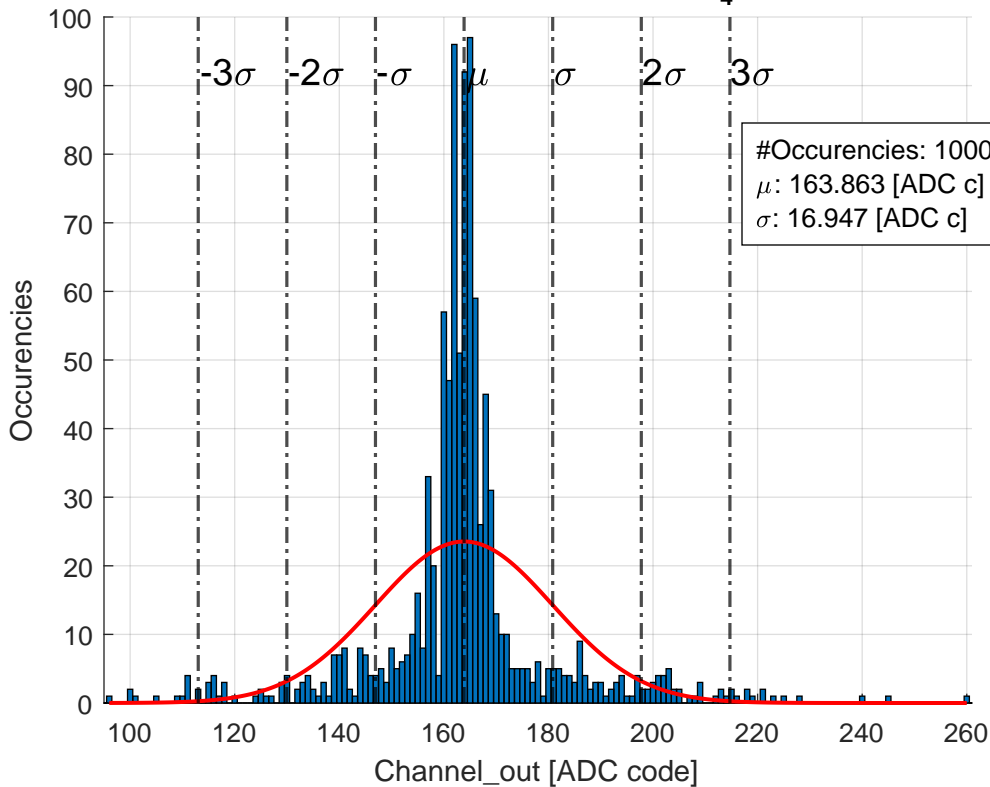 4
100
90
80
70
60
50
40
30
20
10
0
-3σ -2σ -σ μ σ 2σ 3σ
#Occurencies: 1000
μ: 163.863 [ADC c]
σ: 16.947 [ADC c]
Occurencies
100 120 140 160 180 200 220 240 260
Channel_out [ADC code]